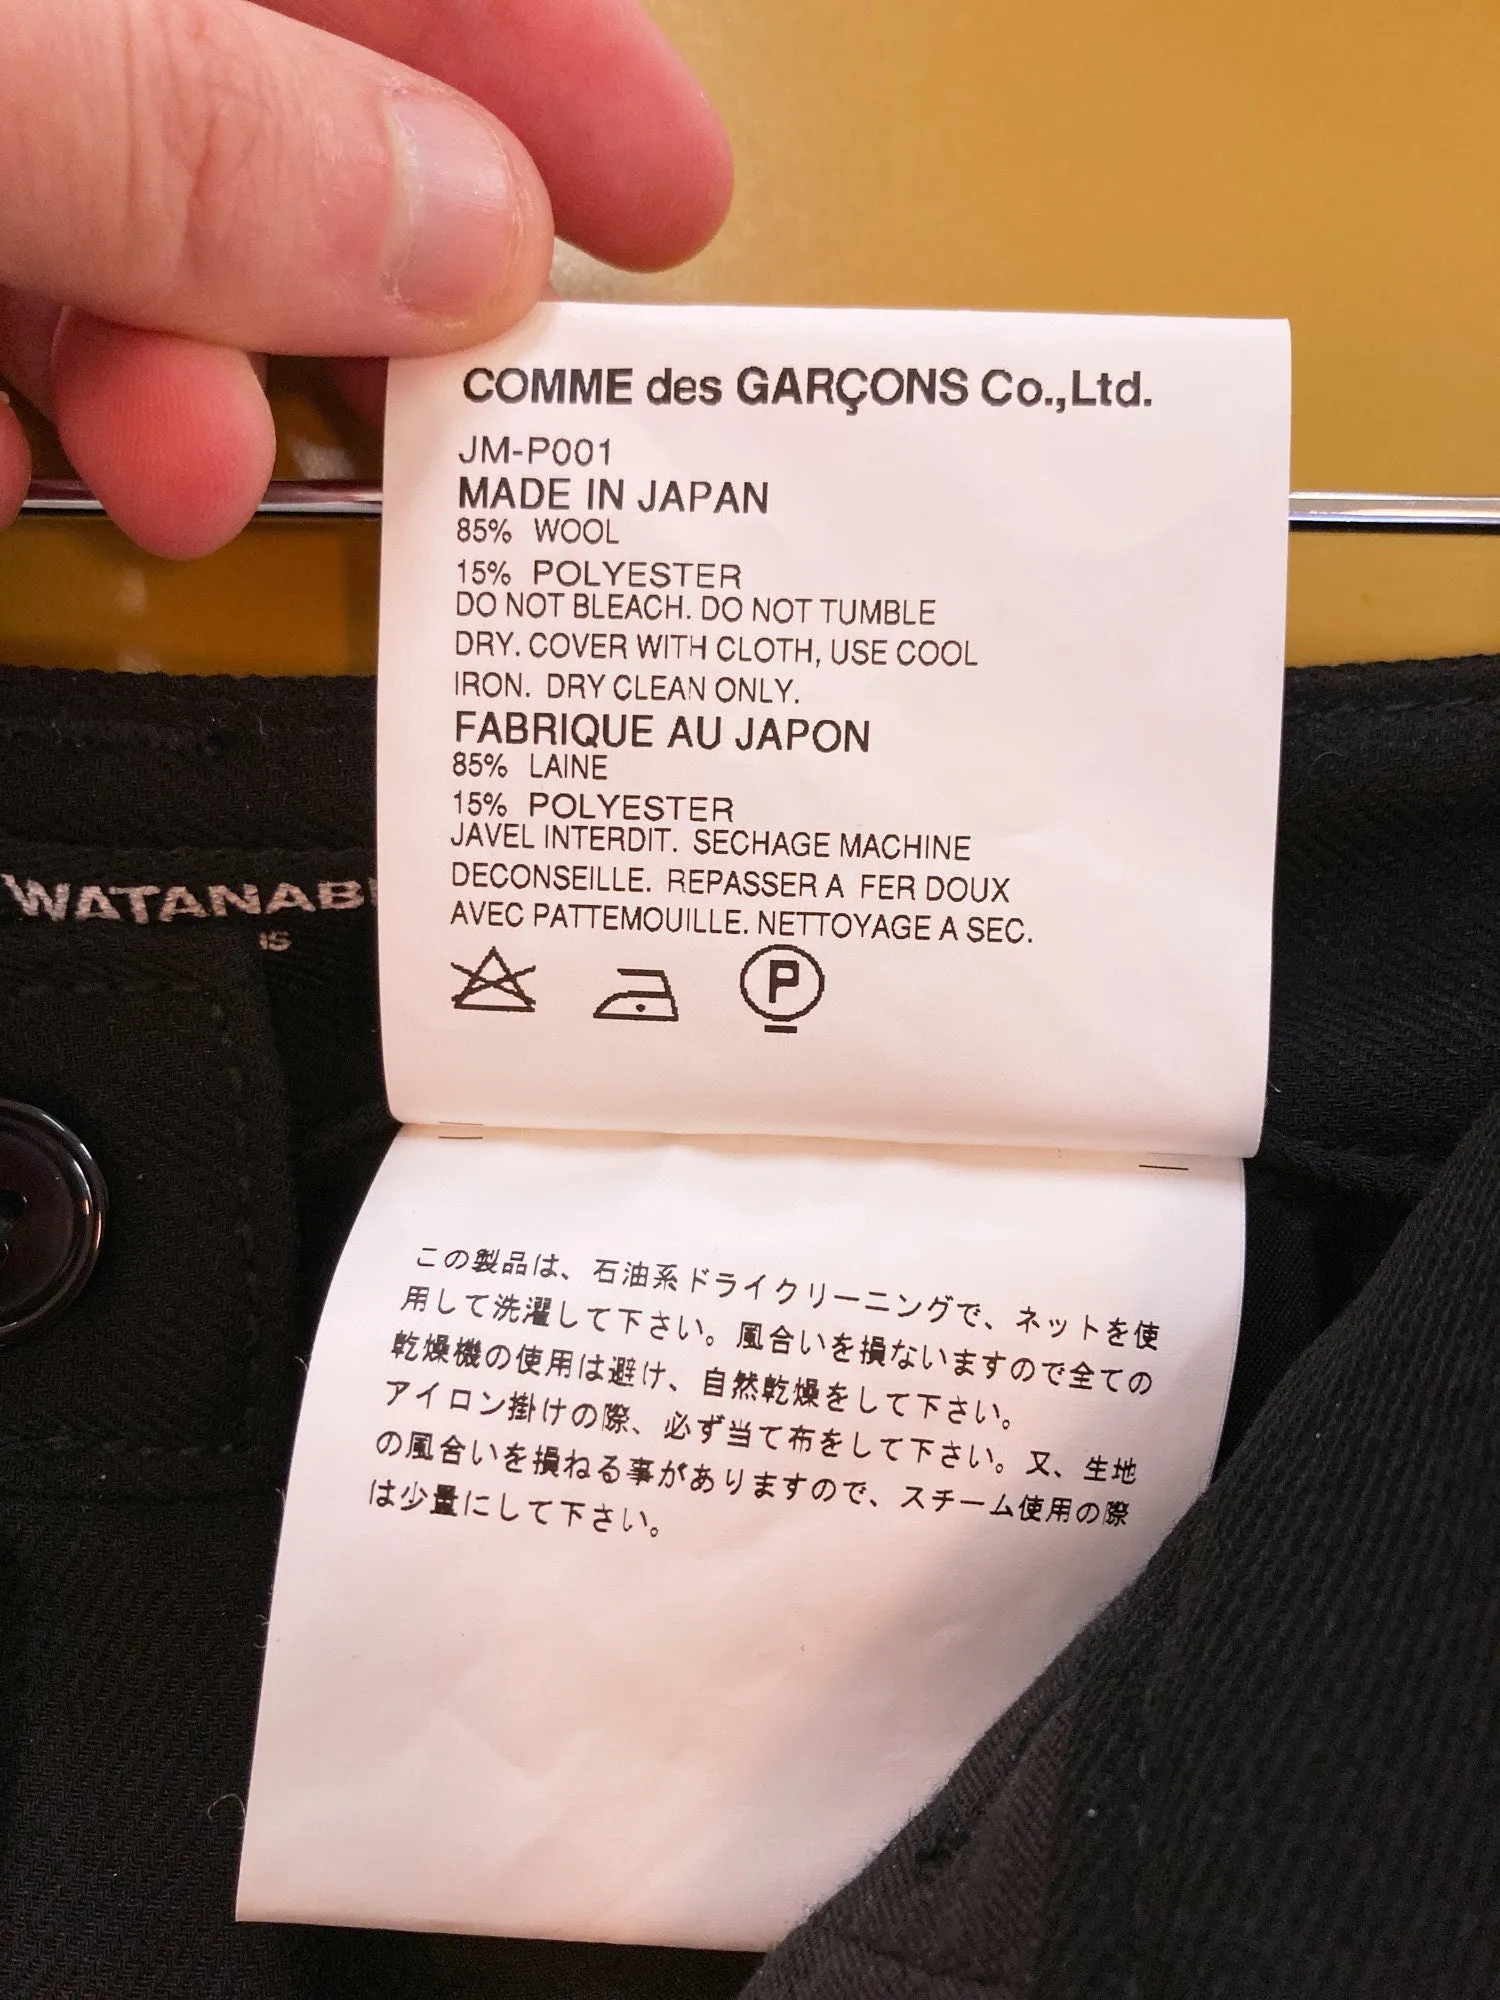 COMME des GARÇONS Co.,Ltd.
JM-P001
MADE IN JAPAN
85% WOOL
15% POLYESTER
DO NOT BLEACH. DO NOT TUMBLE
DRY. COVER WITH CLOTH, USE COOL
IRON. DRY CLEAN ONLY.
FABRIQUE AU JAPON
85% LAINE
15% POLYESTER
JAVEL INTERDIT. SECHAGE MACHINE
DECONSEILLE. REPASSER A FER DOUX
AVEC PATTEMOUILLE. NETTOYAGE A SEC.
P
WATANAB
この製品は、石油系ドライクリーニングで、ネットを使
用して洗濯して下さい。風合いを損ないますので全ての
乾燥機の使用は避け、自然乾燥をして下さい。
アイロン掛けの際、必ず当て布をして下さい。又、生地
の風合いを損ねる事がありますので、スチーム使用の際
は少量にして下さい。